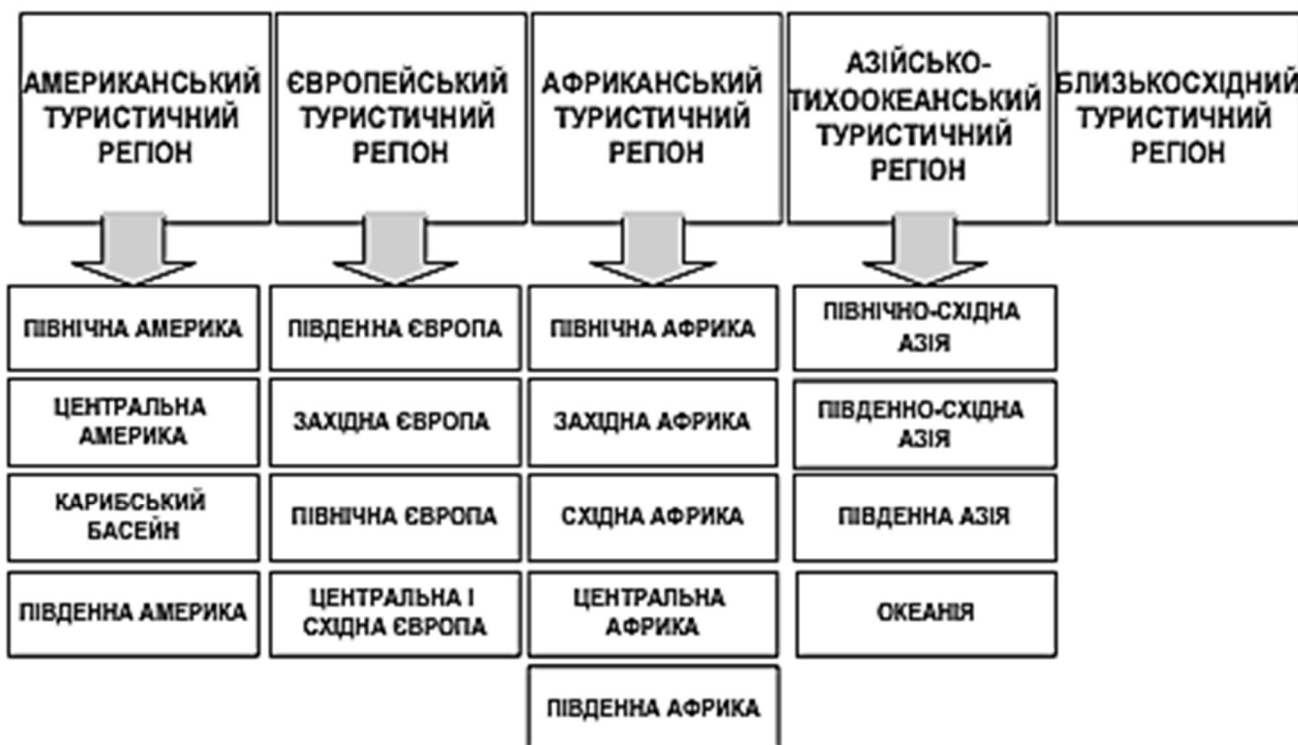 АМЕРИКАНСЬКИЙ
ТУРИСТИЧНИЙ
РЕГІОН
ЄВРОПЕЙСЬКИЙ
ТУРИСТИЧНИЙ
РЕГІОН
АФРИКАНСЬКИЙ
ТУРИСТИЧНИЙ
РЕГІОН
АЗІЙСЬКО-
ТИХООКЕАНСЬКИЙ
ТУРИСТИЧНИЙ
РЕГІОН
БЛИЗЬКОСХІДНИЙ
ТУРИСТИЧНИЙ
РЕГІОН
ПІВНІЧНА АМЕРИКА
ЦЕНТРАЛЬНА
АМЕРИКА
КАРИБСЬКИЙ
БАСЕЙН
ПІВДЕННА АМЕРИКА
ПІВДЕННА ЄВРОПА
ЗАХІДНА ЄВРОПА
ПІВНІЧНА ЄВРОПА
ЦЕНТРАЛЬНА І
СХІДНА ЄВРОПА
ПІВНІЧНА АФРИКА
ЗАХІДНА АФРИКА
СХІДНА АФРИКА
ЦЕНТРАЛЬНА
АФРИКА
ПІВДЕННА АФРИКА
ПІВНІЧНО-СХІДНА
АЗІЯ
ПІВДЕННО-СХІДНА
АЗІЯ
ПІВДЕННА АЗІЯ
ОКЕАНІЯ